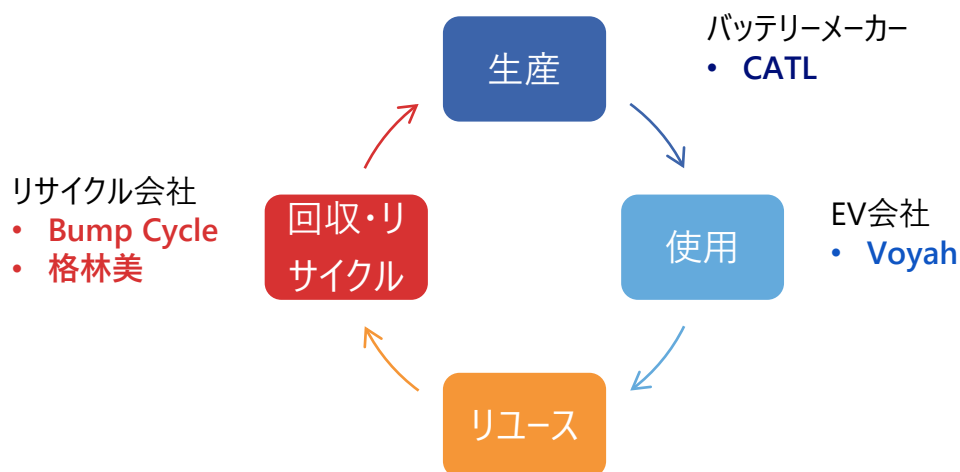 バッテリーメーカー
• CATL
生産
リサイクル会社
• Bump Cycle
• 格林美
回収・リ
サイクル
使用
EV会社
• Voyah
リユース